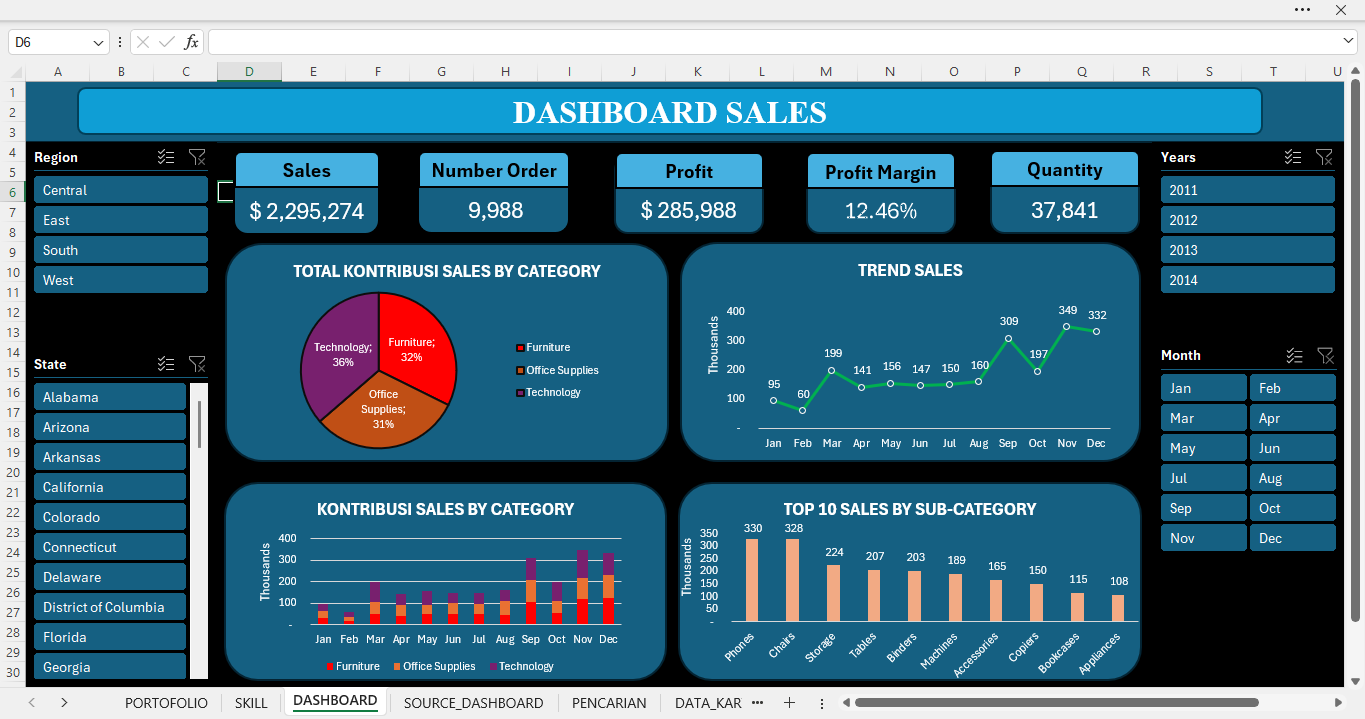 D6
fx
A B C D E F G H I J K L M N O P Q R S T U
1
2
3
4
5
6
7
8
9
10
11
12
13
14
15
16
17
18
19
20
21
22
23
24
25
26
27
28
29
30
DASHBOARD SALES
Region
Central
East
South
West
State
Alabama
Arizona
Arkansas
California
Colorado
Connecticut
Delaware
District of Columbia
Florida
Georgia
Sales
$ 2,295,274
Number Order
9,988
Profit
$ 285,988
Profit Margin
12.46%
Quantity
37,841
TOTAL KONTRIBUSI SALES BY CATEGORY
Technology;
36%
Furniture;
32%
Office
Supplies;
31%
Furniture
Office Supplies
Technology
TREND SALES
Thousands
400
300
200
100
-
95 60 199 141 156 147 150 160 309 197 349 332
Jan Feb Mar Apr May Jun Jul Aug Sep Oct Nov Dec
KONTRIBUSI SALES BY CATEGORY
Thousands
400
300
200
100
-
Jan Feb Mar Apr May Jun Jul Aug Sep Oct Nov Dec
Furniture Office Supplies Technology
TOP 10 SALES BY SUB-CATEGORY
Thousands
350
300
250
200
150
100
50
-
330 328 224 207 203 189 165 150 115 108
Phones Chairs Storage Tables Binders Machines Accessories Copiers Bookcases Appliances
Years
2011
2012
2013
2014
Month
Jan Feb
Mar Apr
May Jun
Jul Aug
Sep Oct
Nov Dec
PORTOFOLIO SKILL DASHBOARD SOURCE_DASHBOARD PENCARIAN DATA_KAR